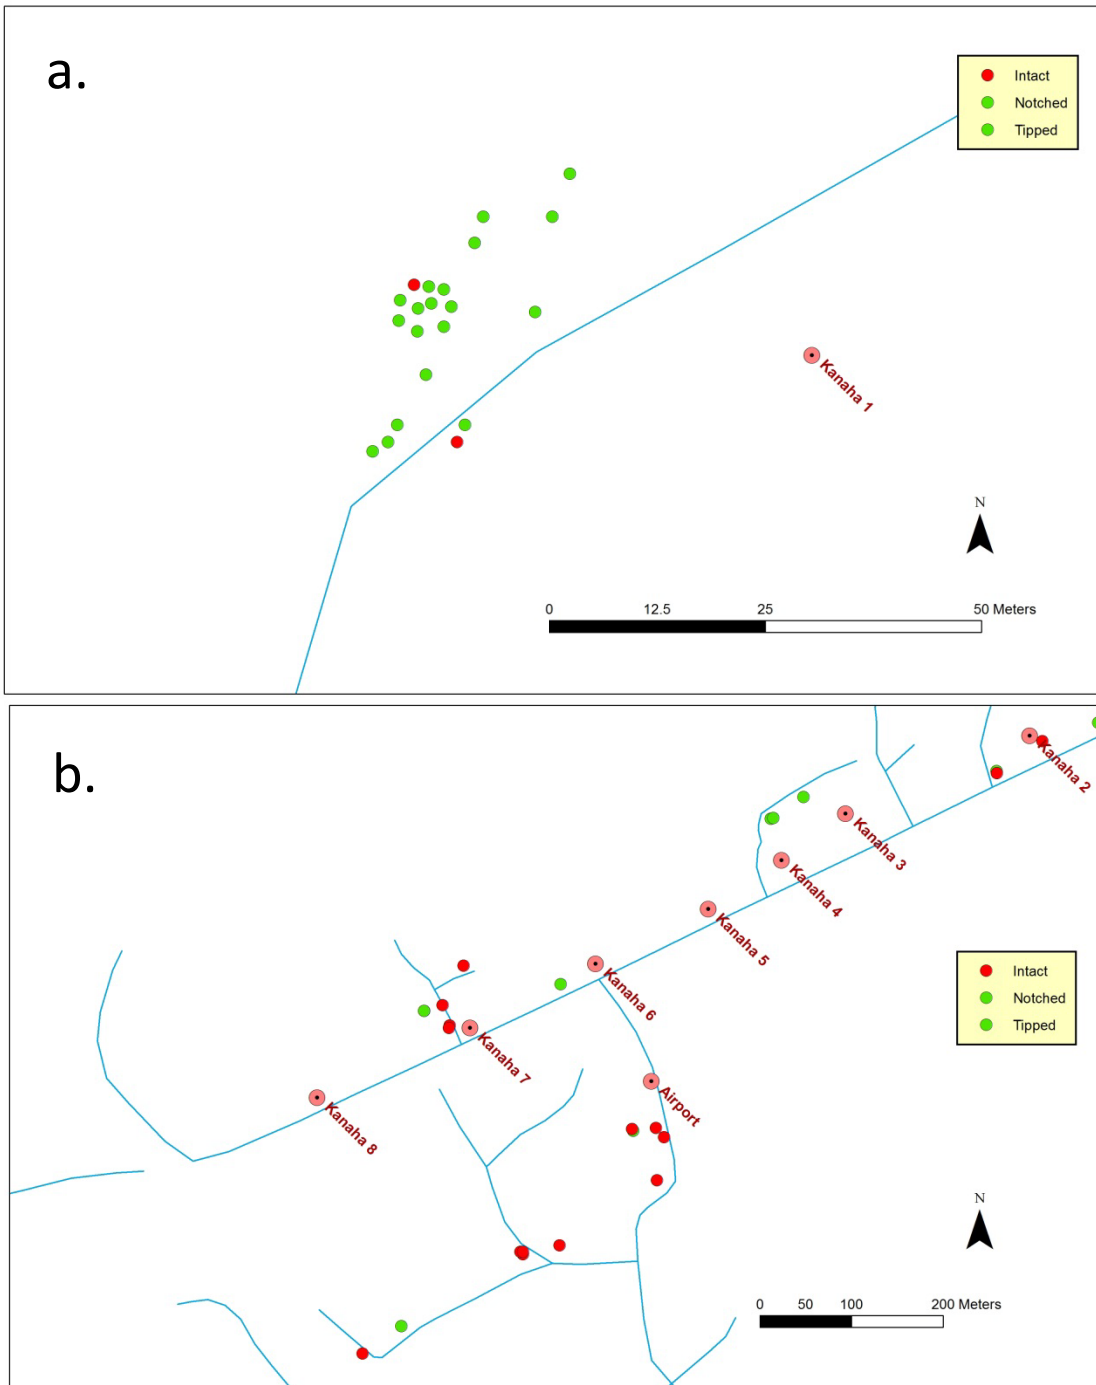 a.
Intact
Notched
Tipped
Kanaha 1
N
0 12.5 25 50 Meters
b.
Kanaha 2
Kanaha 3
Kanaha 4
Kanaha 5
Intact
Notched
Tipped
Kanaha 6
Kanaha 7
Airport
Kanaha 8
N
0 50 100 200 Meters